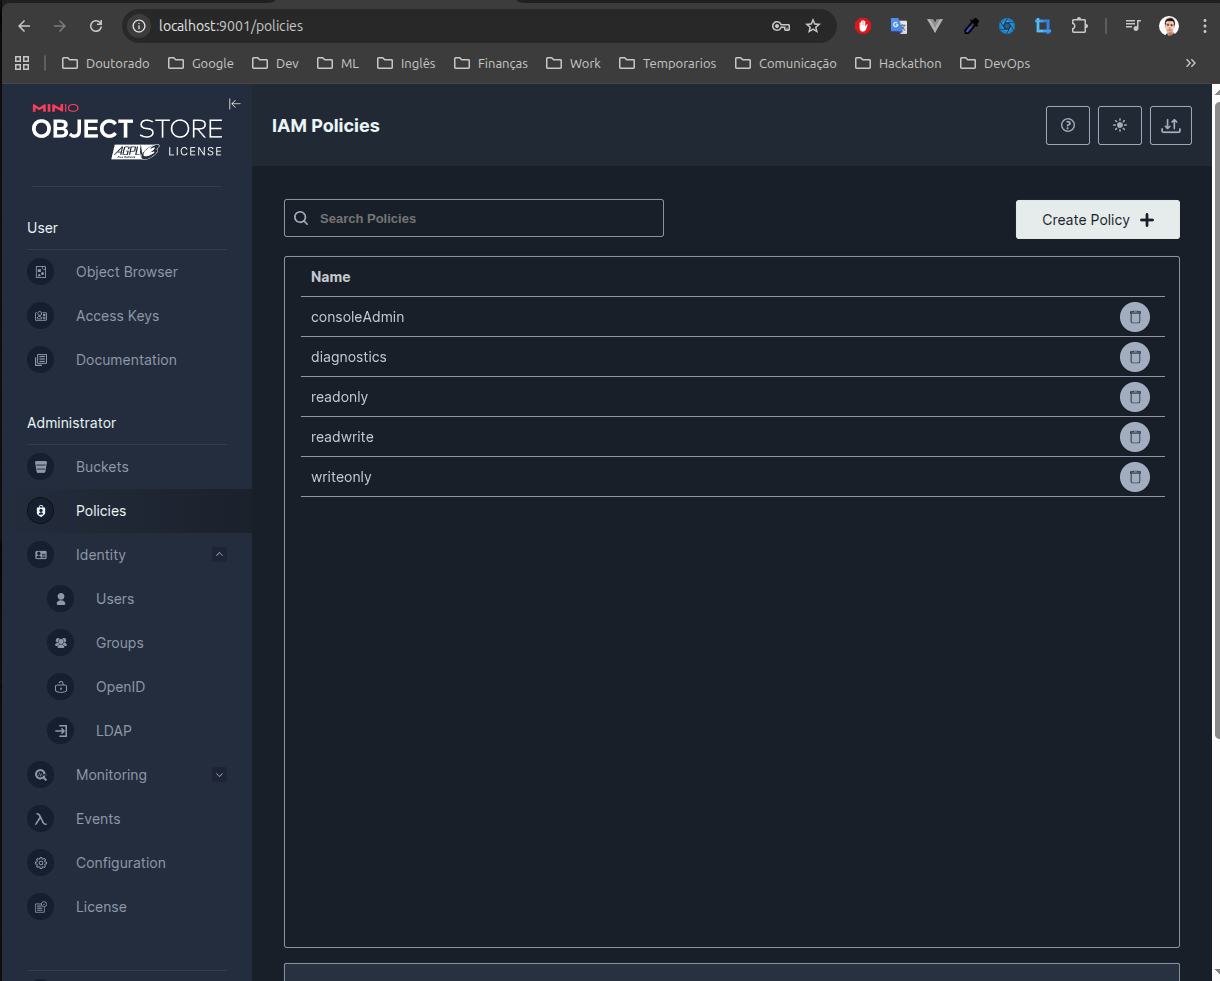 localhost:9001/policies
Doutorado Google Dev ML Inglês Finanças Work Temporarios Comunicação Hackathon DevOps
MINIO
OBJECT STORE
AGPL LICENSE
IAM Policies
User
Object Browser
Access Keys
Documentation
Administrator
Buckets
Policies
Identity
Users
Groups
OpenID
LDAP
Monitoring
Events
Configuration
License
Search Policies
Create Policy
Name
consoleAdmin
diagnostics
readonly
readwrite
writeonly